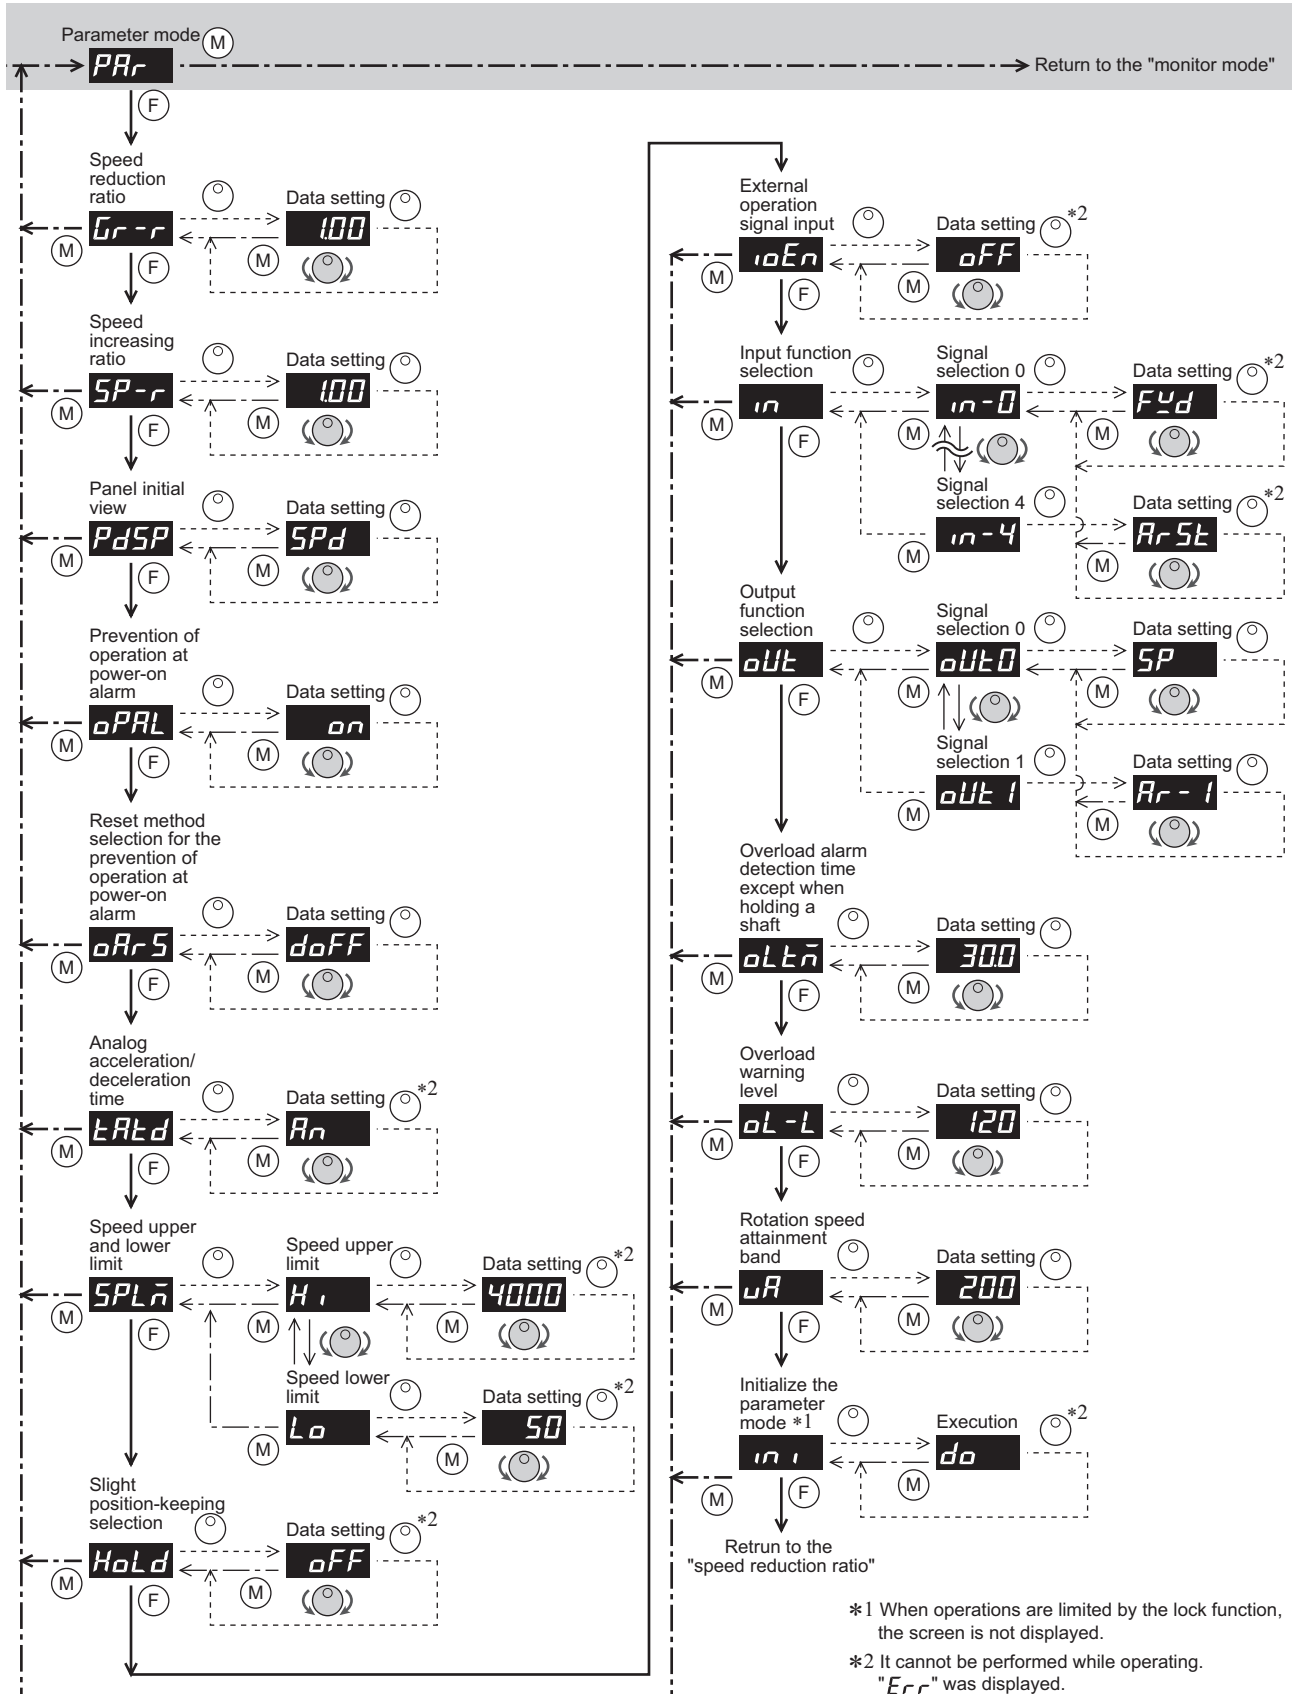 Parameter mode
M
PAr
Return to the "monitor mode"
F
Speed
reduction
ratio
Data setting
Gr-r
1.00
M
M
F
Speed
increasing
ratio
Data setting
SP-r
1.00
M
M
F
Panel initial
view
Data setting
PdSP
SPd
M
M
F
Prevention of
operation at
power-on
alarm
Data setting
oPAL
on
M
M
F
Reset method
selection for the
prevention of
operation at
power-on
alarm
Data setting
oArS
doFF
M
M
F
Analog
acceleration/
deceleration
time
Data setting
*2
tAtd
An
M
M
F
Speed upper
and lower
limit
Speed upper
limit
Data setting
*2
SPLm
Hi
4000
M
M
M
F
Speed lower
limit
Data setting
*2
Lo
50
M
M
Slight
position-keeping
selection
Data setting
*2
HoLd
oFF
M
M
F
External
operation
signal input
Data setting
*2
ioEn
oFF
M
M
F
Input function
selection
Signal
selection 0
Data setting
*2
in
in-0
Fwd
M
M
M
F
Signal
selection 4
Data setting
*2
in-4
ArSt
M
M
Output
function
selection
Signal
selection 0
Data setting
oUt
oUt0
SP
M
M
M
F
Signal
selection 1
Data setting
oUt1
Ar-1
M
M
Overload alarm
detection time
except when
holding a
shaft
Data setting
oLtm
30.0
M
M
F
Overload
warning
level
Data setting
oL-L
120
M
M
F
Rotation speed
attainment
band
Data setting
uA
200
M
M
F
Initialize the
parameter
mode *1
Execution
*2
ini
do
M
M
F
Retrun to the
"speed reduction ratio"
*1 When operations are limited by the lock function,
the screen is not displayed.
*2 It cannot be performed while operating.
"Err" was displayed.